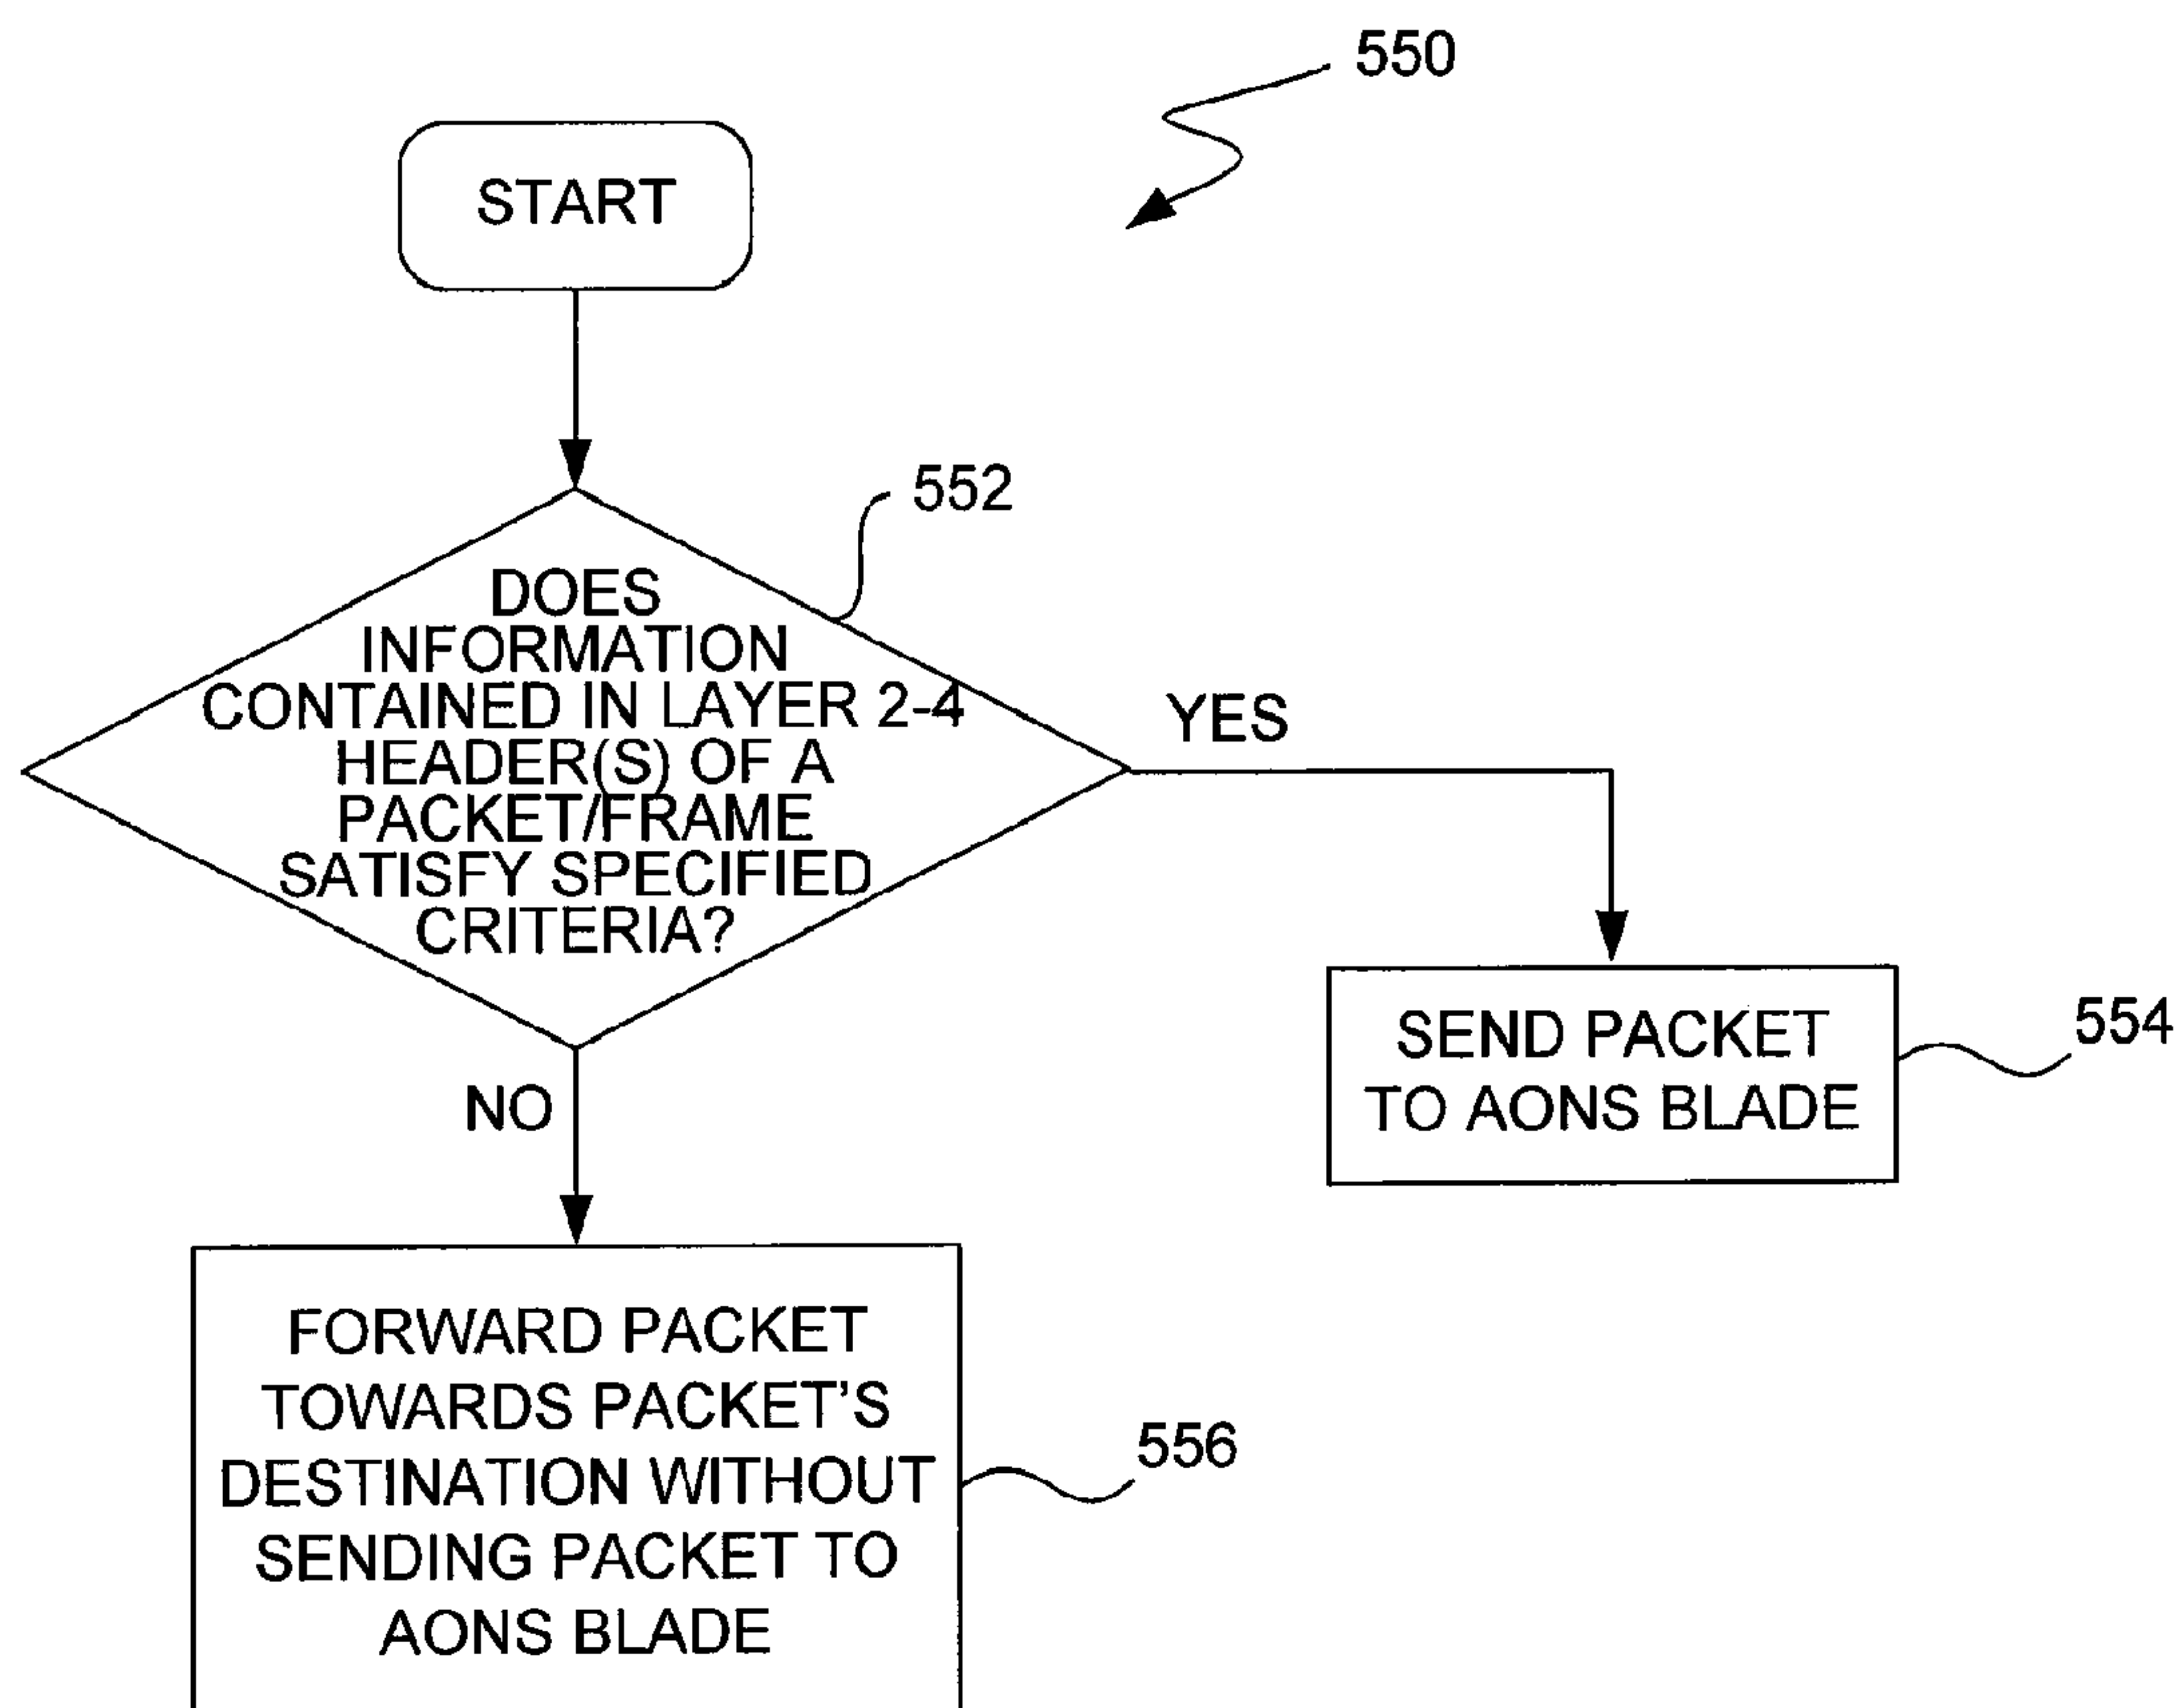 550
START
552
DOES
INFORMATION
CONTAINED IN LAYER 2-4
HEADER(S) OF A
PACKET/FRAME
SATISFY SPECIFIED
CRITERIA?
YES
NO
SEND PACKET
TO AONS BLADE
554
FORWARD PACKET
TOWARDS PACKET'S
DESTINATION WITHOUT
SENDING PACKET TO
AONS BLADE
556